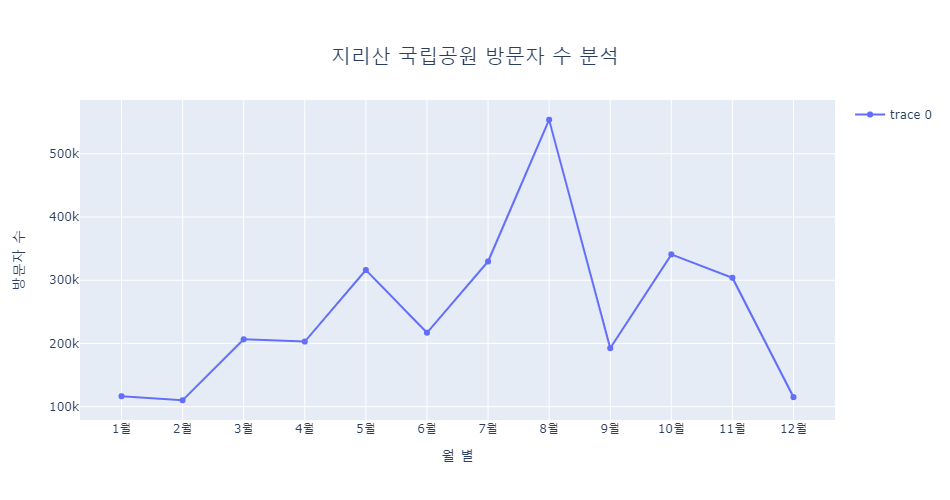 지리산 국립공원 방문자 수 분석
trace 0
500k
400k
300k
200k
100k
방문자 수
1월 2월 3월 4월 5월 6월 7월 8월 9월 10월 11월 12월
월 별